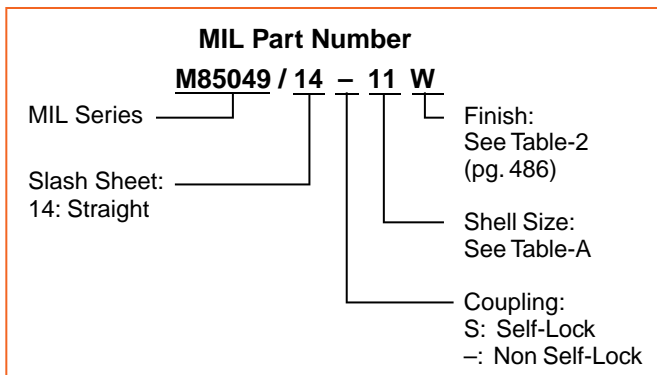 MIL Part Number
M85049 / 14 – 11 W
MIL Series
Slash Sheet:
14: Straight
Finish:
See Table-2
(pg. 486)
Shell Size:
See Table-A
Coupling:
S: Self-Lock
–: Non Self-Lock